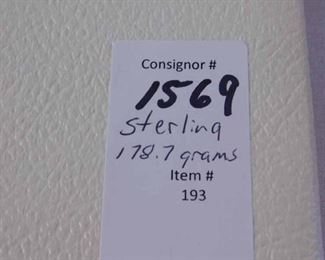 Consignor #
1569
Sterling
178.7 grams
Item #
193